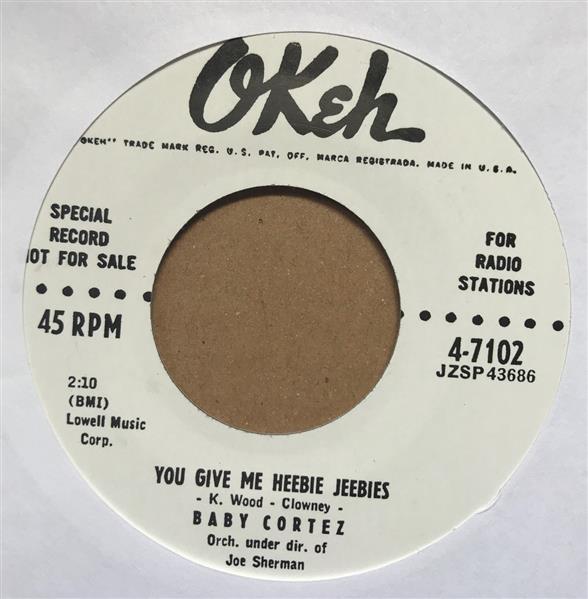 OKeh
"OKEH" TRADE MARK REG. U.S. PAT. OFF. MARCA REGISTRADA. MADE IN U.S.A.
SPECIAL
RECORD
NOT FOR SALE
FOR
RADIO
STATIONS
45 RPM
4-7102
JZSP 43686
2:10
(BMI)
Lowell Music
Corp.
YOU GIVE ME HEEBIE JEEBIES
- K. Wood - Clowney -
BABY CORTEZ
Orch. under dir. of
Joe Sherman